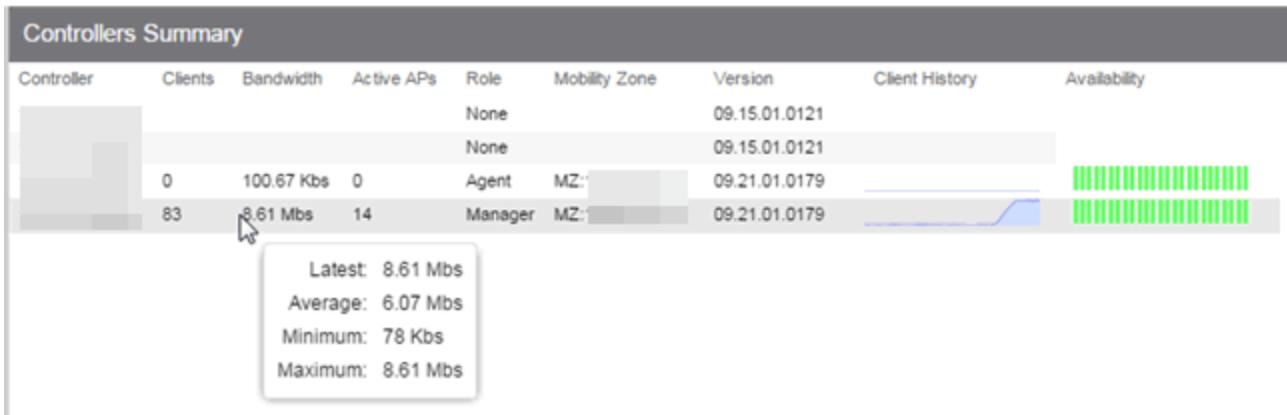 Controllers Summary
Controller Clients Bandwidth Active APs Role Mobility Zone Version Client History Availability
None 09.15.01.0121
None 09.15.01.0121
0 100.67 Kbs 0 Agent MZ: 09.21.01.0179
83 8.61 Mbs 14 Manager MZ: 09.21.01.0179
Latest: 8.61 Mbs
Average: 6.07 Mbs
Minimum: 78 Kbs
Maximum: 8.61 Mbs